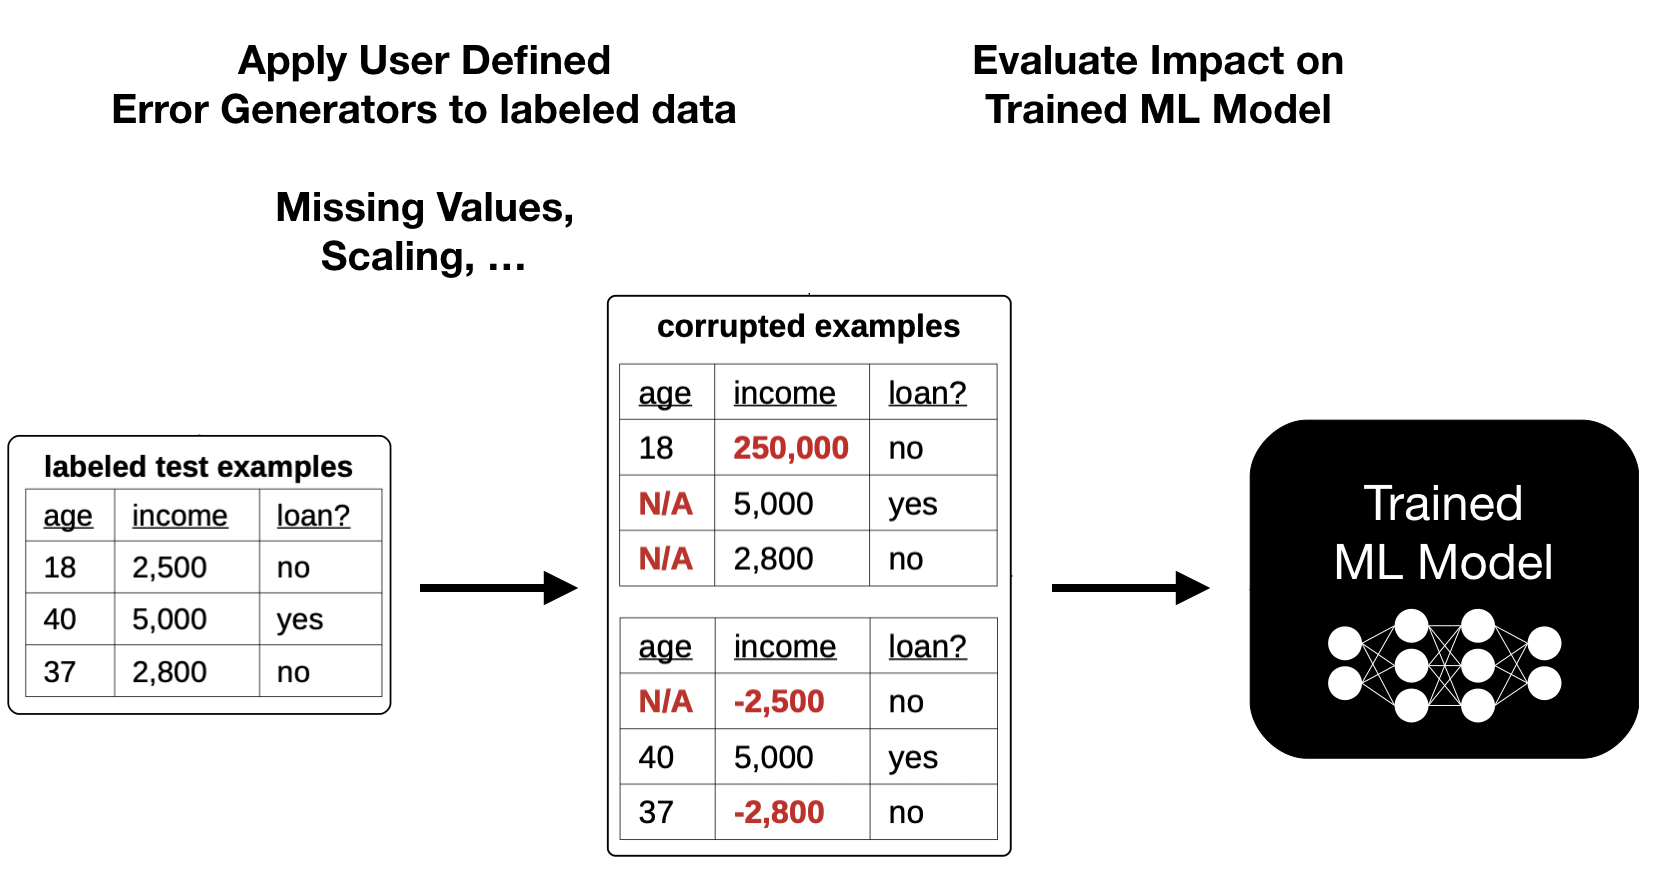 Apply User Defined
Error Generators to labeled data
Evaluate Impact on
Trained ML Model
Missing Values,
Scaling, ...
labeled test examples
age income loan?
18 2,500 no
40 5,000 yes
37 2,800 no
corrupted examples
age income loan?
18 250,000 no
N/A 5,000 yes
N/A 2,800 no
age income loan?
N/A -2,500 no
40 5,000 yes
37 -2,800 no
Trained
ML Model